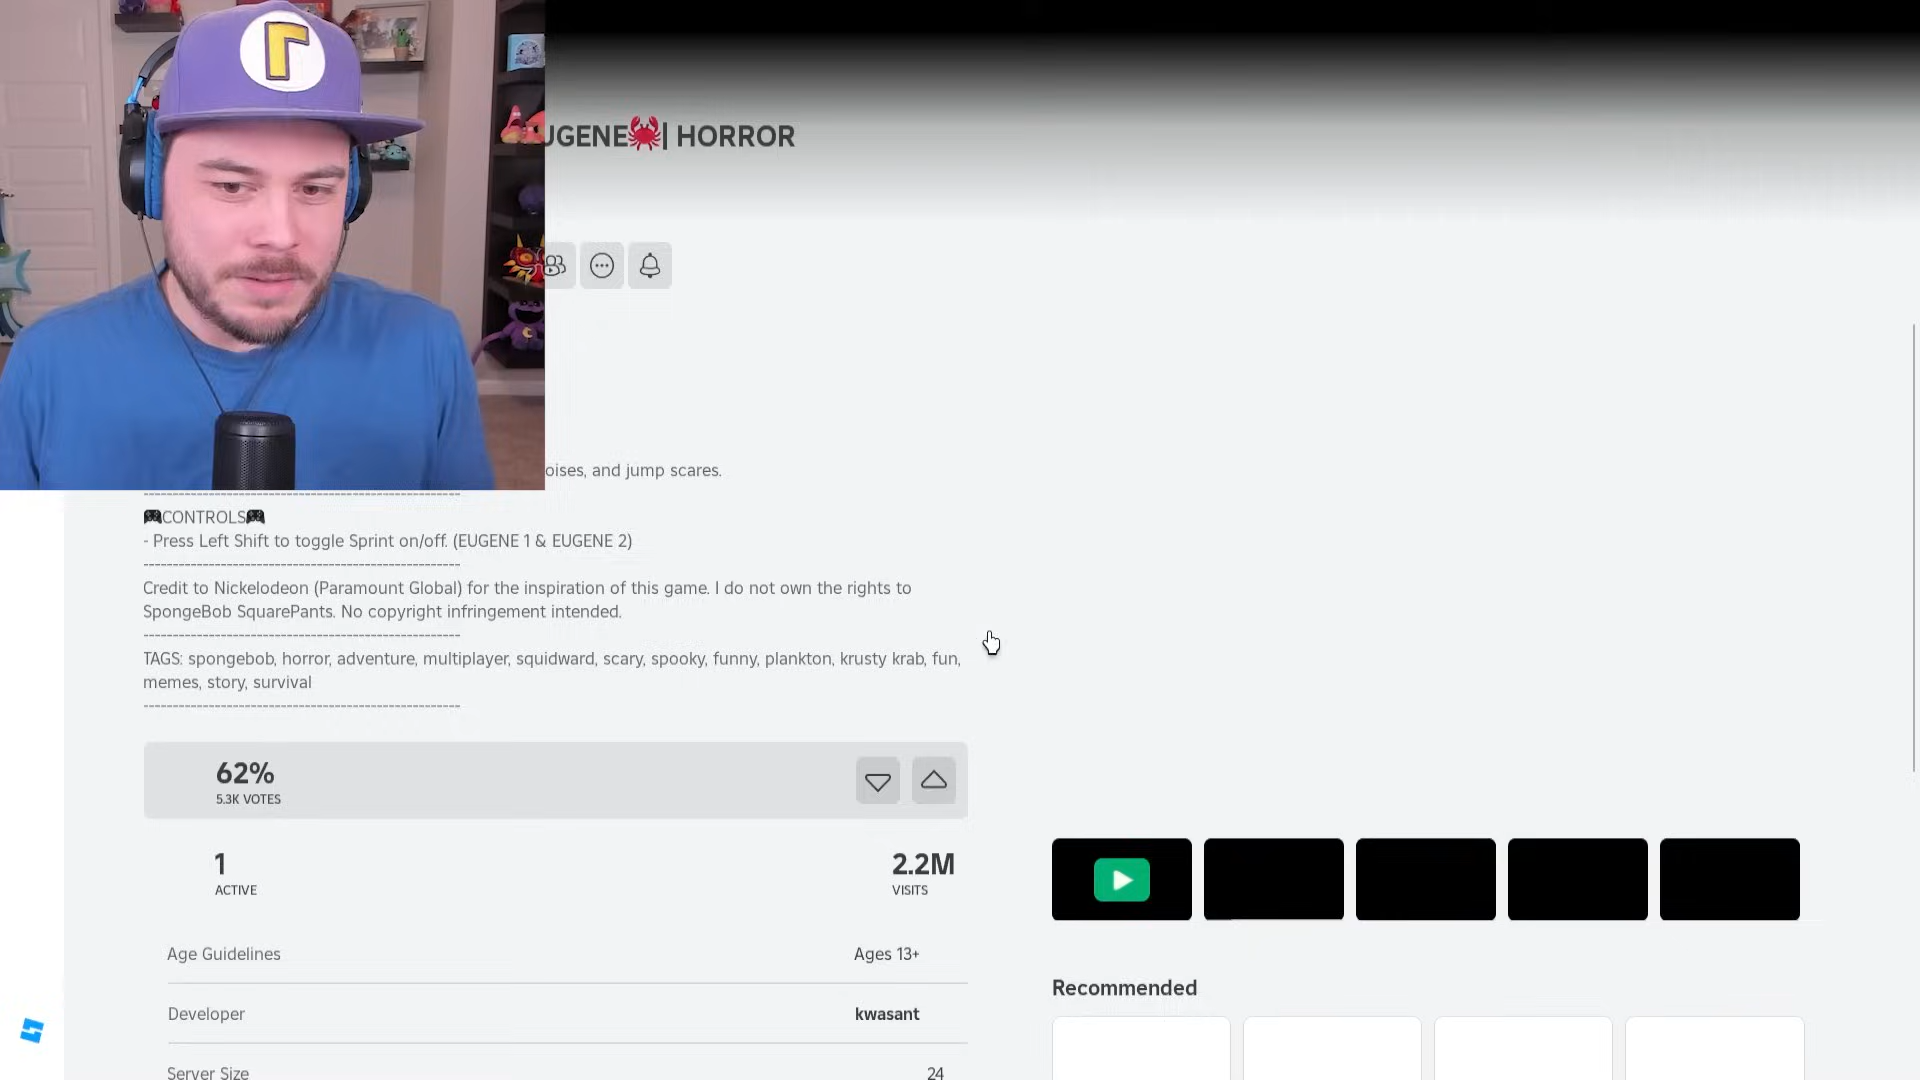 UGENE🦀| HORROR
oises, and jump scares.
-----------------------------------------------------
🎮CONTROLS🎮
- Press Left Shift to toggle Sprint on/off. (EUGENE 1 & EUGENE 2)
-----------------------------------------------------
Credit to Nickelodeon (Paramount Global) for the inspiration of this game. I do not own the rights to
SpongeBob SquarePants. No copyright infringement intended.
-----------------------------------------------------
TAGS: spongebob, horror, adventure, multiplayer, squidward, scary, spooky, funny, plankton, krusty krab, fun,
memes, story, survival
-----------------------------------------------------
62%
5.3K VOTES
1
ACTIVE
2.2M
VISITS
Age Guidelines
Ages 13+
Developer
kwasant
Server Size
24
Recommended